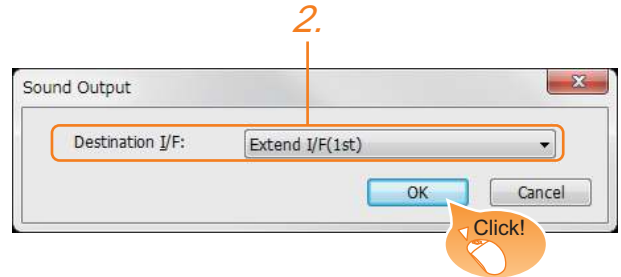 2.
Sound Output
Destination I/F: Extend I/F(1st)
OK Cancel
Click!